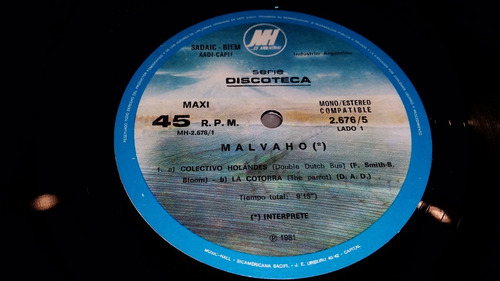 MH
SADAIC - BIEM
AADI-CAPIF
Industria Argentina
serie
DISCOTECA
MAXI
45 R.P.M.
MH-2.676/1
MONO/ESTEREO
COMPATIBLE
2.676/5
LADO 1
MALVAHO (*)
1. a) COLECTIVO HOLANDES (Double Dutch Bus) (F. Smith-B.
Bloom) - b) LA COTORRA (The parrot) (D.A.D.)
Tiempo total: 9'15")
(*) INTERPRETE
Ⓟ 1981
MUSIC-HALL - SICAMERICANA SACIFI. - J. E. URIBURU 40/42 - CAPITAL